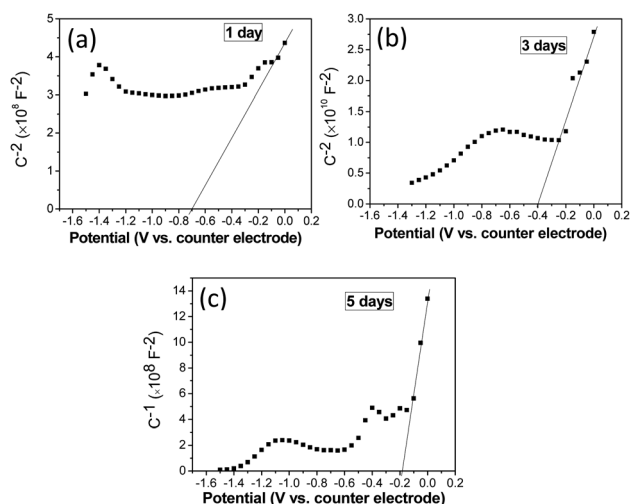 (a)
1 day
C-2 (×10^8 F-2)
5
4
3
2
1
0
-1.6 -1.4 -1.2 -1.0 -0.8 -0.6 -0.4 -0.2 0.0 0.2
Potential (V vs. counter electrode)
(b)
3 days
C-2 (×10^10 F-2)
3.0
2.5
2.0
1.5
1.0
0.5
0.0
-1.6 -1.4 -1.2 -1.0 -0.8 -0.6 -0.4 -0.2 0.0 0.2
Potential (V vs. counter electrode)
(c)
5 days
C-1 (×10^8 F-2)
14
12
10
8
6
4
2
0
-1.6 -1.4 -1.2 -1.0 -0.8 -0.6 -0.4 -0.2 0.0 0.2
Potential (V vs. counter electrode)